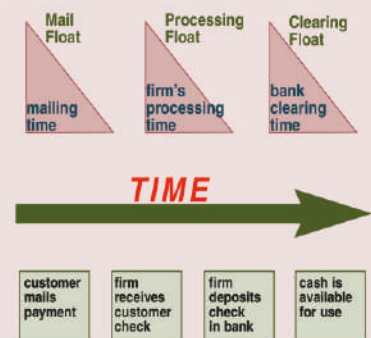 Mail
Float
Processing
Float
Clearing
Float
mailing
time
firm's
processing
time
bank
clearing
time
TIME
customer
mails
payment
firm
receives
customer
check
firm
deposits
check
in bank
cash is
available
for use